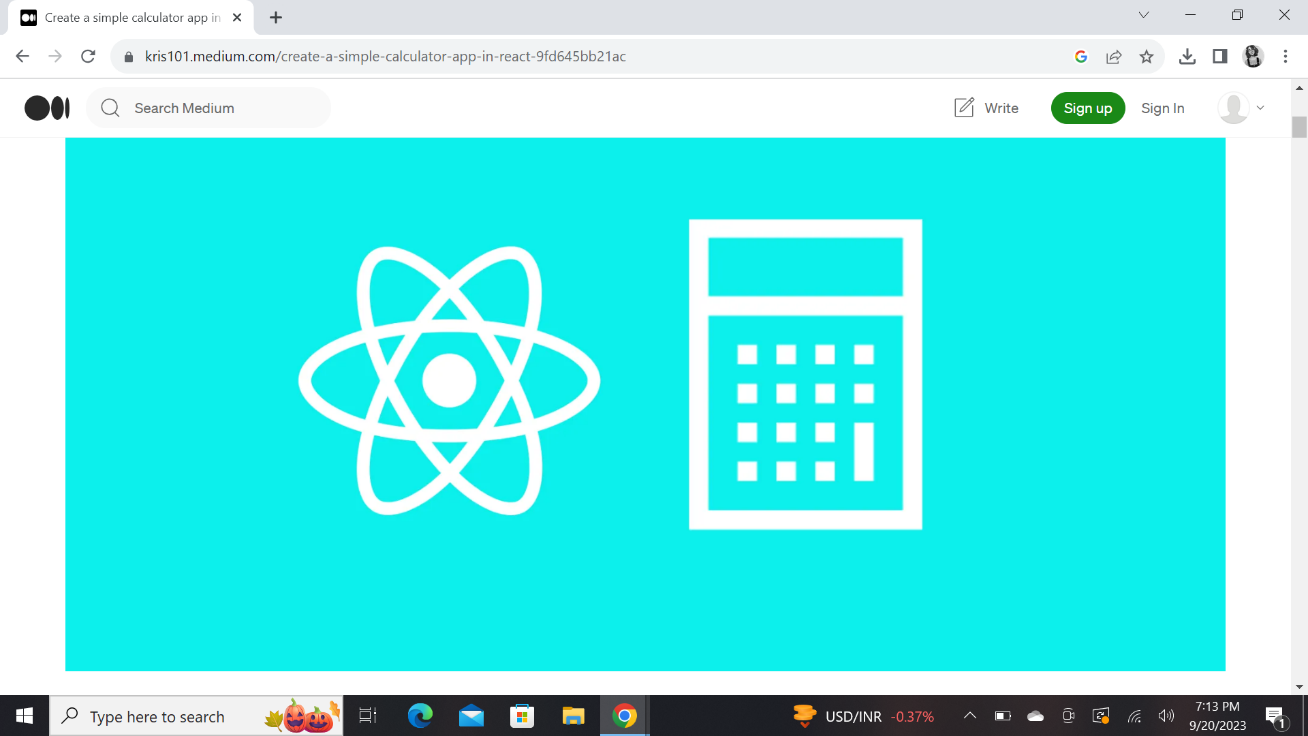 Create a simple calculator app in
kris101.medium.com/create-a-simple-calculator-app-in-react-9fd645bb21ac
Search Medium
Write
Sign up
Sign In
Type here to search
USD/INR -0.37%
7:13 PM
9/20/2023
1